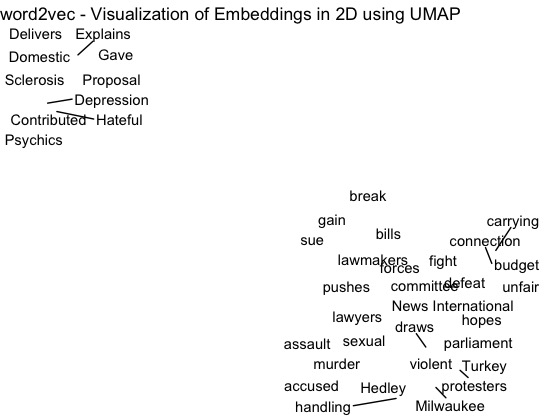 word2vec - Visualization of Embeddings in 2D using UMAP
Delivers Explains
Domestic Gave
Sclerosis Proposal
Depression
Contributed Hateful
Psychics
break
gain carrying
sue bills connection
lawmakers fight budget
forces
pushes committee defeat unfair
News International
lawyers hopes
draws
assault sexual parliament
murder violent Turkey
accused Hedley protesters
handling Milwaukee